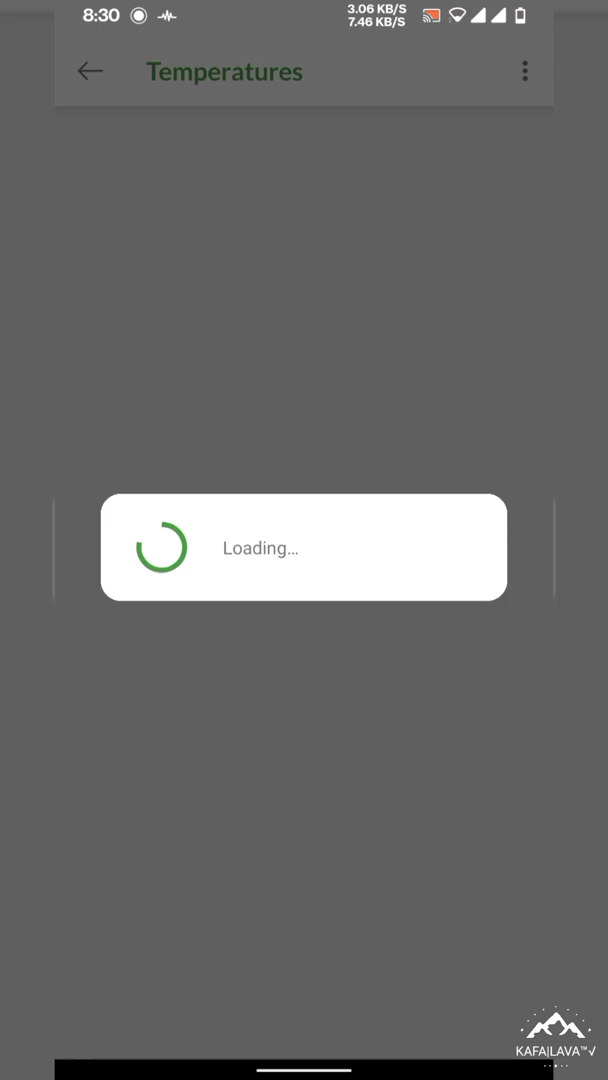 8:30
3.06 KB/S
7.46 KB/S
Temperatures
Loading...
KAFA|LAVA™√